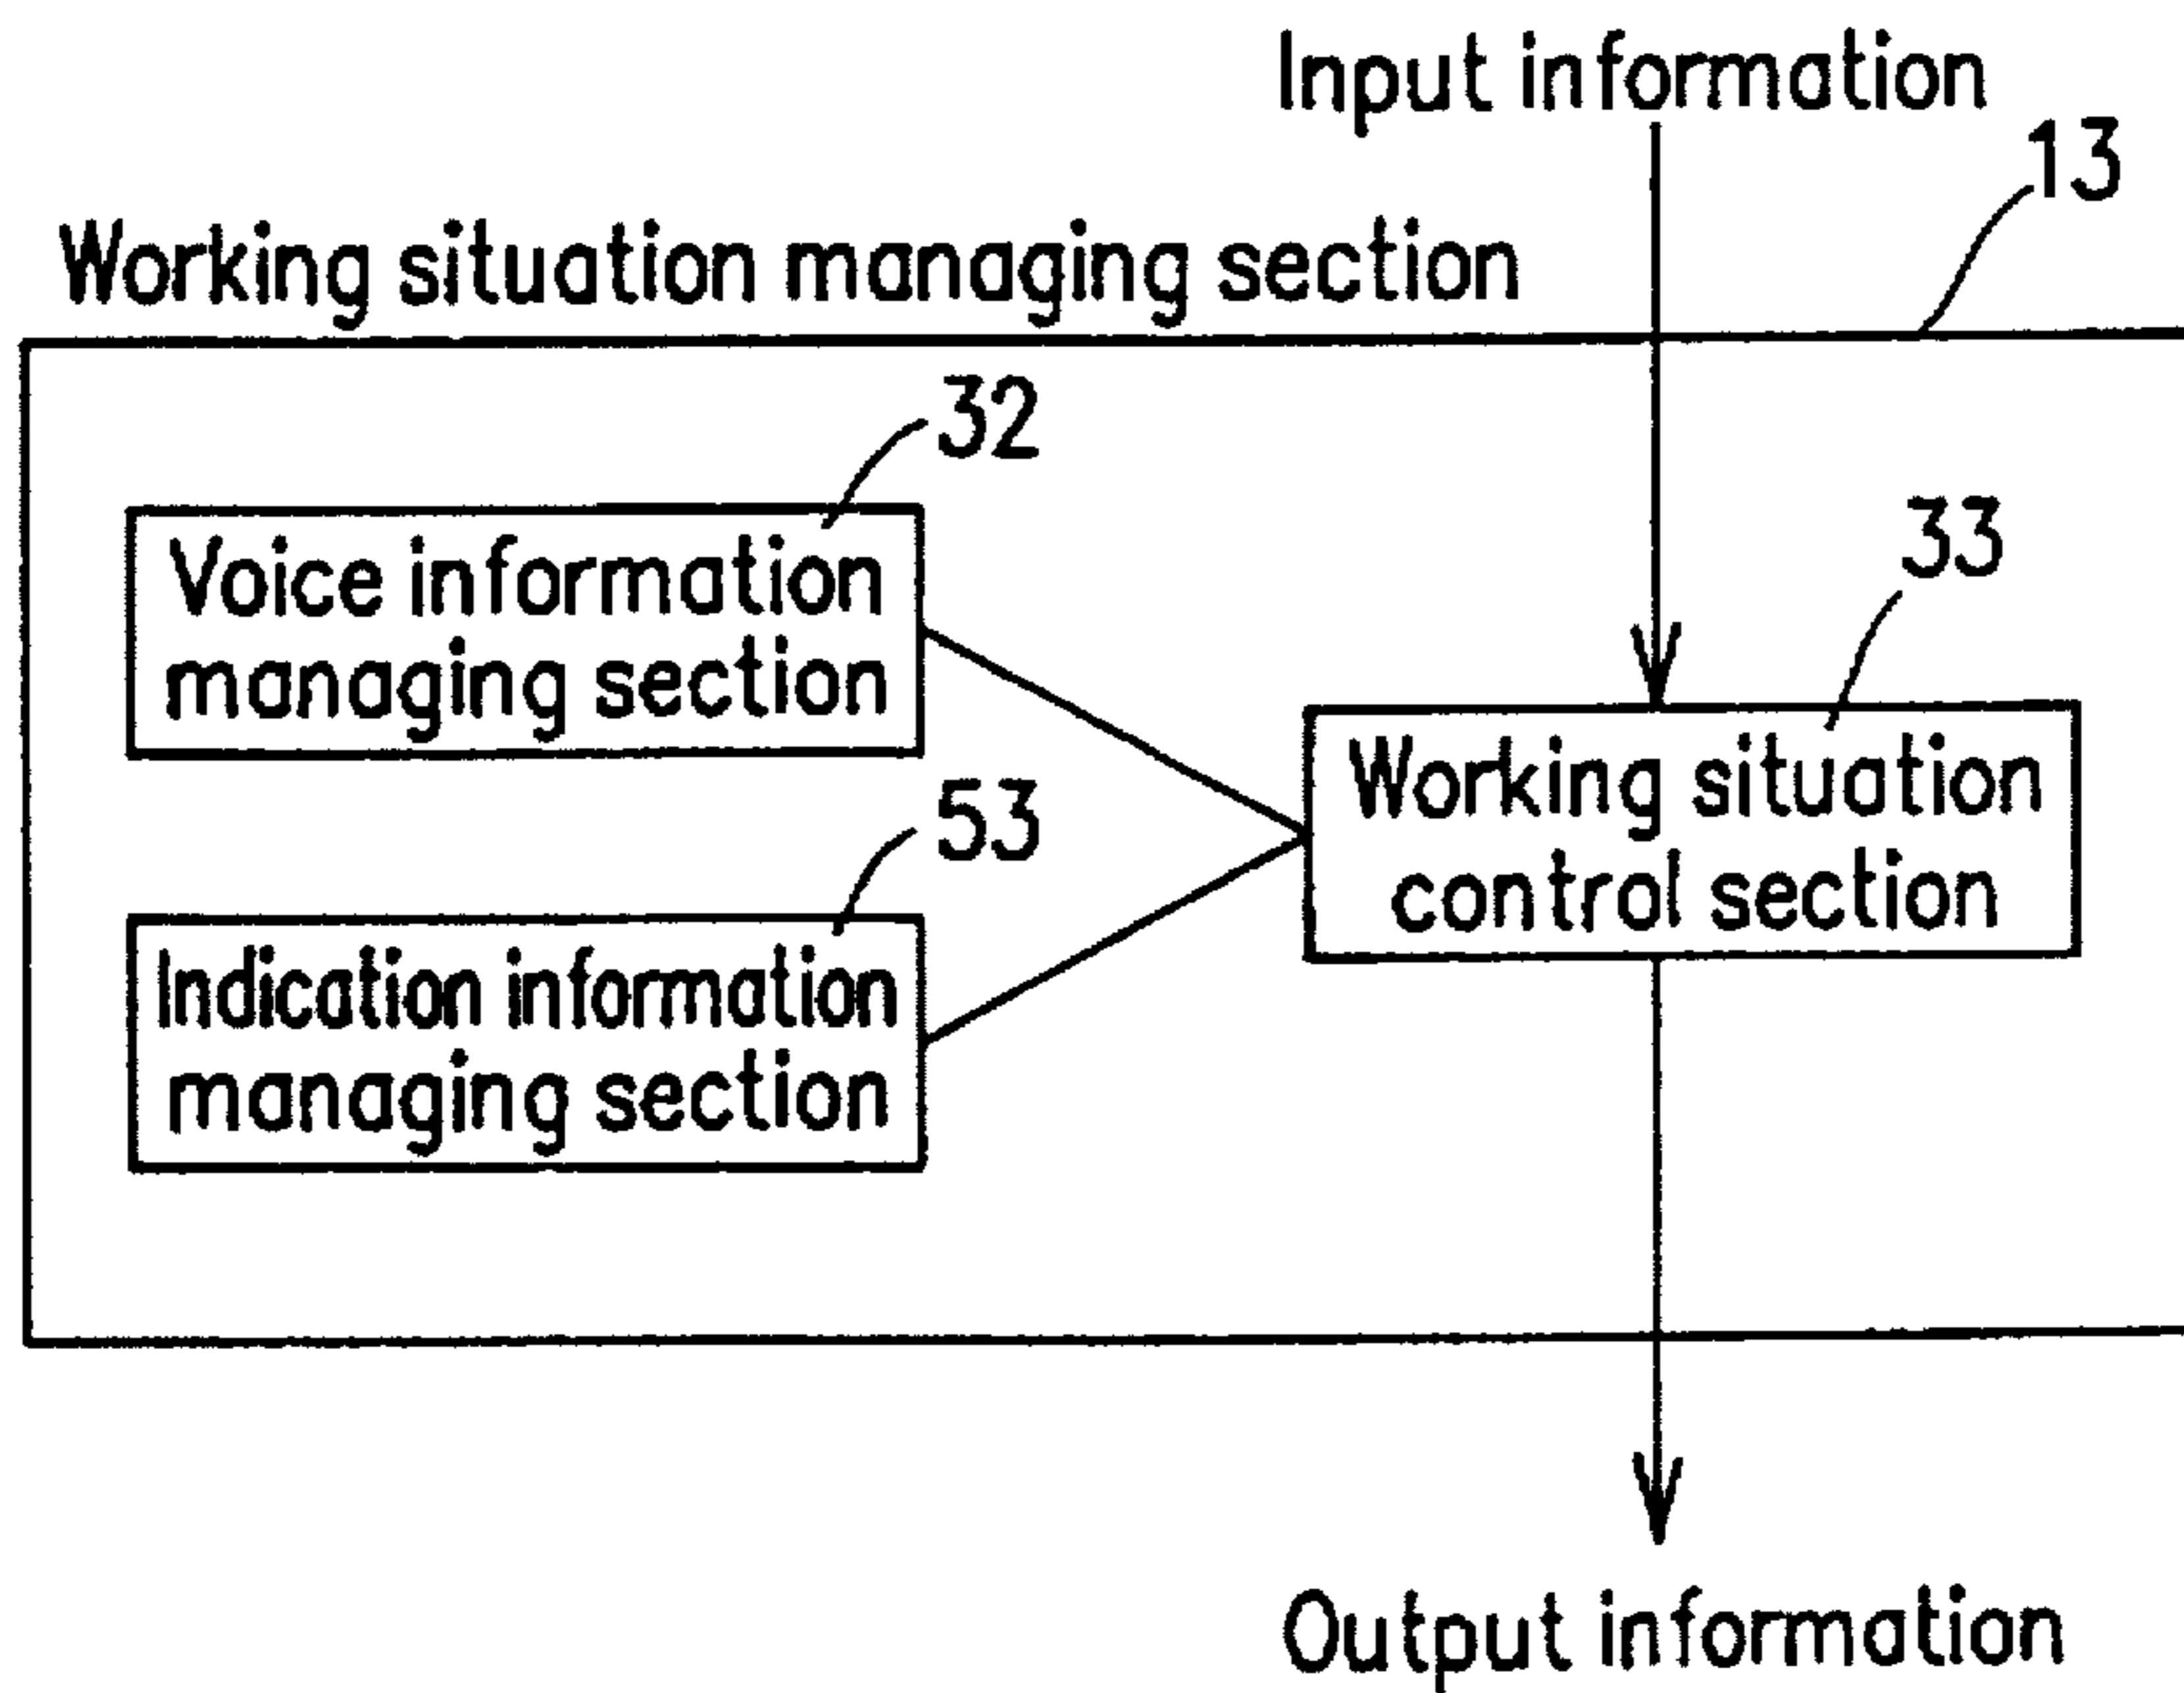 Input information
13
Working situation managing section
32
Voice information
managing section
33
Working situation
control section
53
Indication information
managing section
Output information